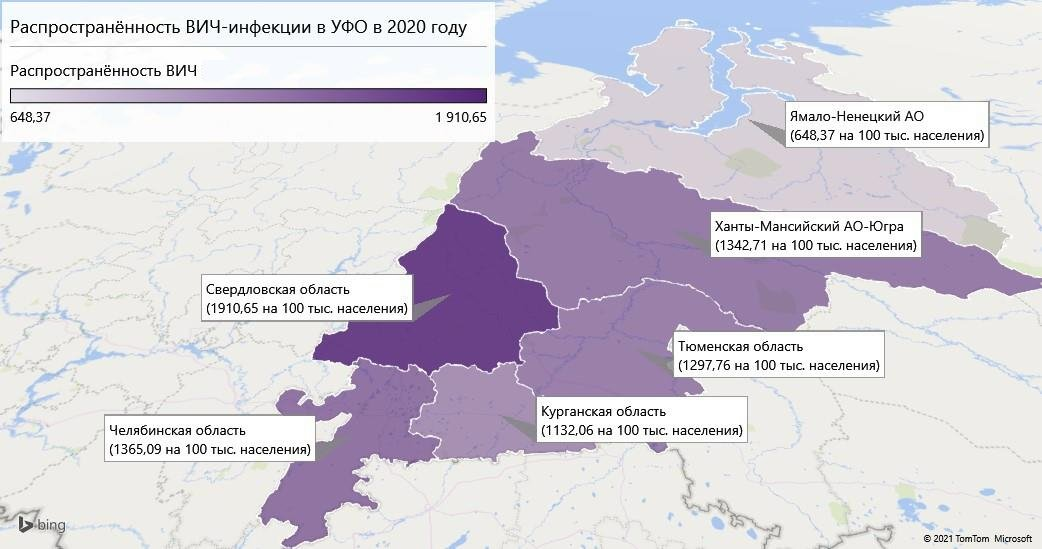 Распространённость ВИЧ-инфекции в УФО в 2020 году
Распространённость ВИЧ
648,37
1 910,65
Ямало-Ненецкий АО
(648,37 на 100 тыс. населения)
Ханты-Мансийский АО-Югра
(1342,71 на 100 тыс. населения)
Свердловская область
(1910,65 на 100 тыс. населения)
Тюменская область
(1297,76 на 100 тыс. населения)
Курганская область
(1132,06 на 100 тыс. населения)
Челябинская область
(1365,09 на 100 тыс. населения)
bing
© 2021 TomTom Microsoft